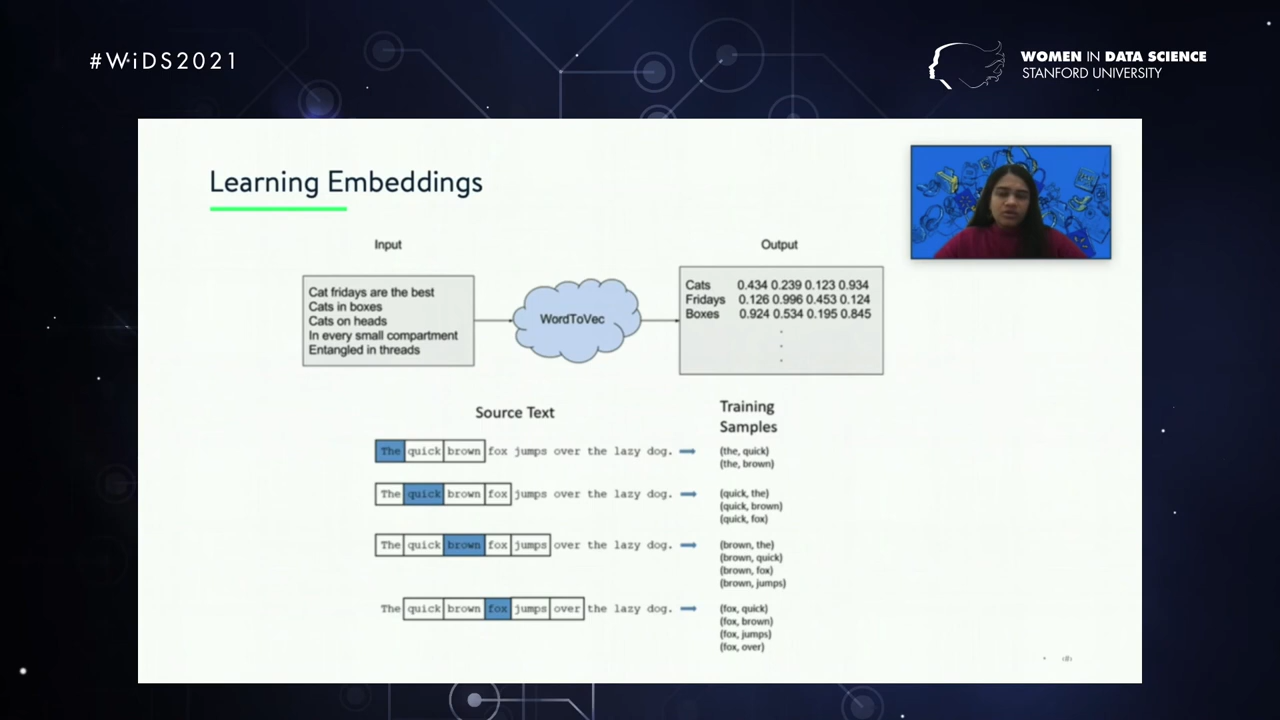 #WiDS2021
WOMEN IN DATA SCIENCE
STANFORD UNIVERSITY
Learning Embeddings
Input
Output
Cat fridays are the best
Cats in boxes
Cats on heads
In every small compartment
Entangled in threads
WordToVec
Cats 0.434 0.239 0.123 0.934
Fridays 0.126 0.996 0.453 0.124
Boxes 0.924 0.534 0.195 0.845
.
.
.
Source Text
Training
Samples
The quick brown fox jumps over the lazy dog.
(the, quick)
(the, brown)
The quick brown fox jumps over the lazy dog.
(quick, the)
(quick, brown)
(quick, fox)
The quick brown fox jumps over the lazy dog.
(brown, the)
(brown, quick)
(brown, fox)
(brown, jumps)
The quick brown fox jumps over the lazy dog.
(fox, quick)
(fox, brown)
(fox, jumps)
(fox, over)